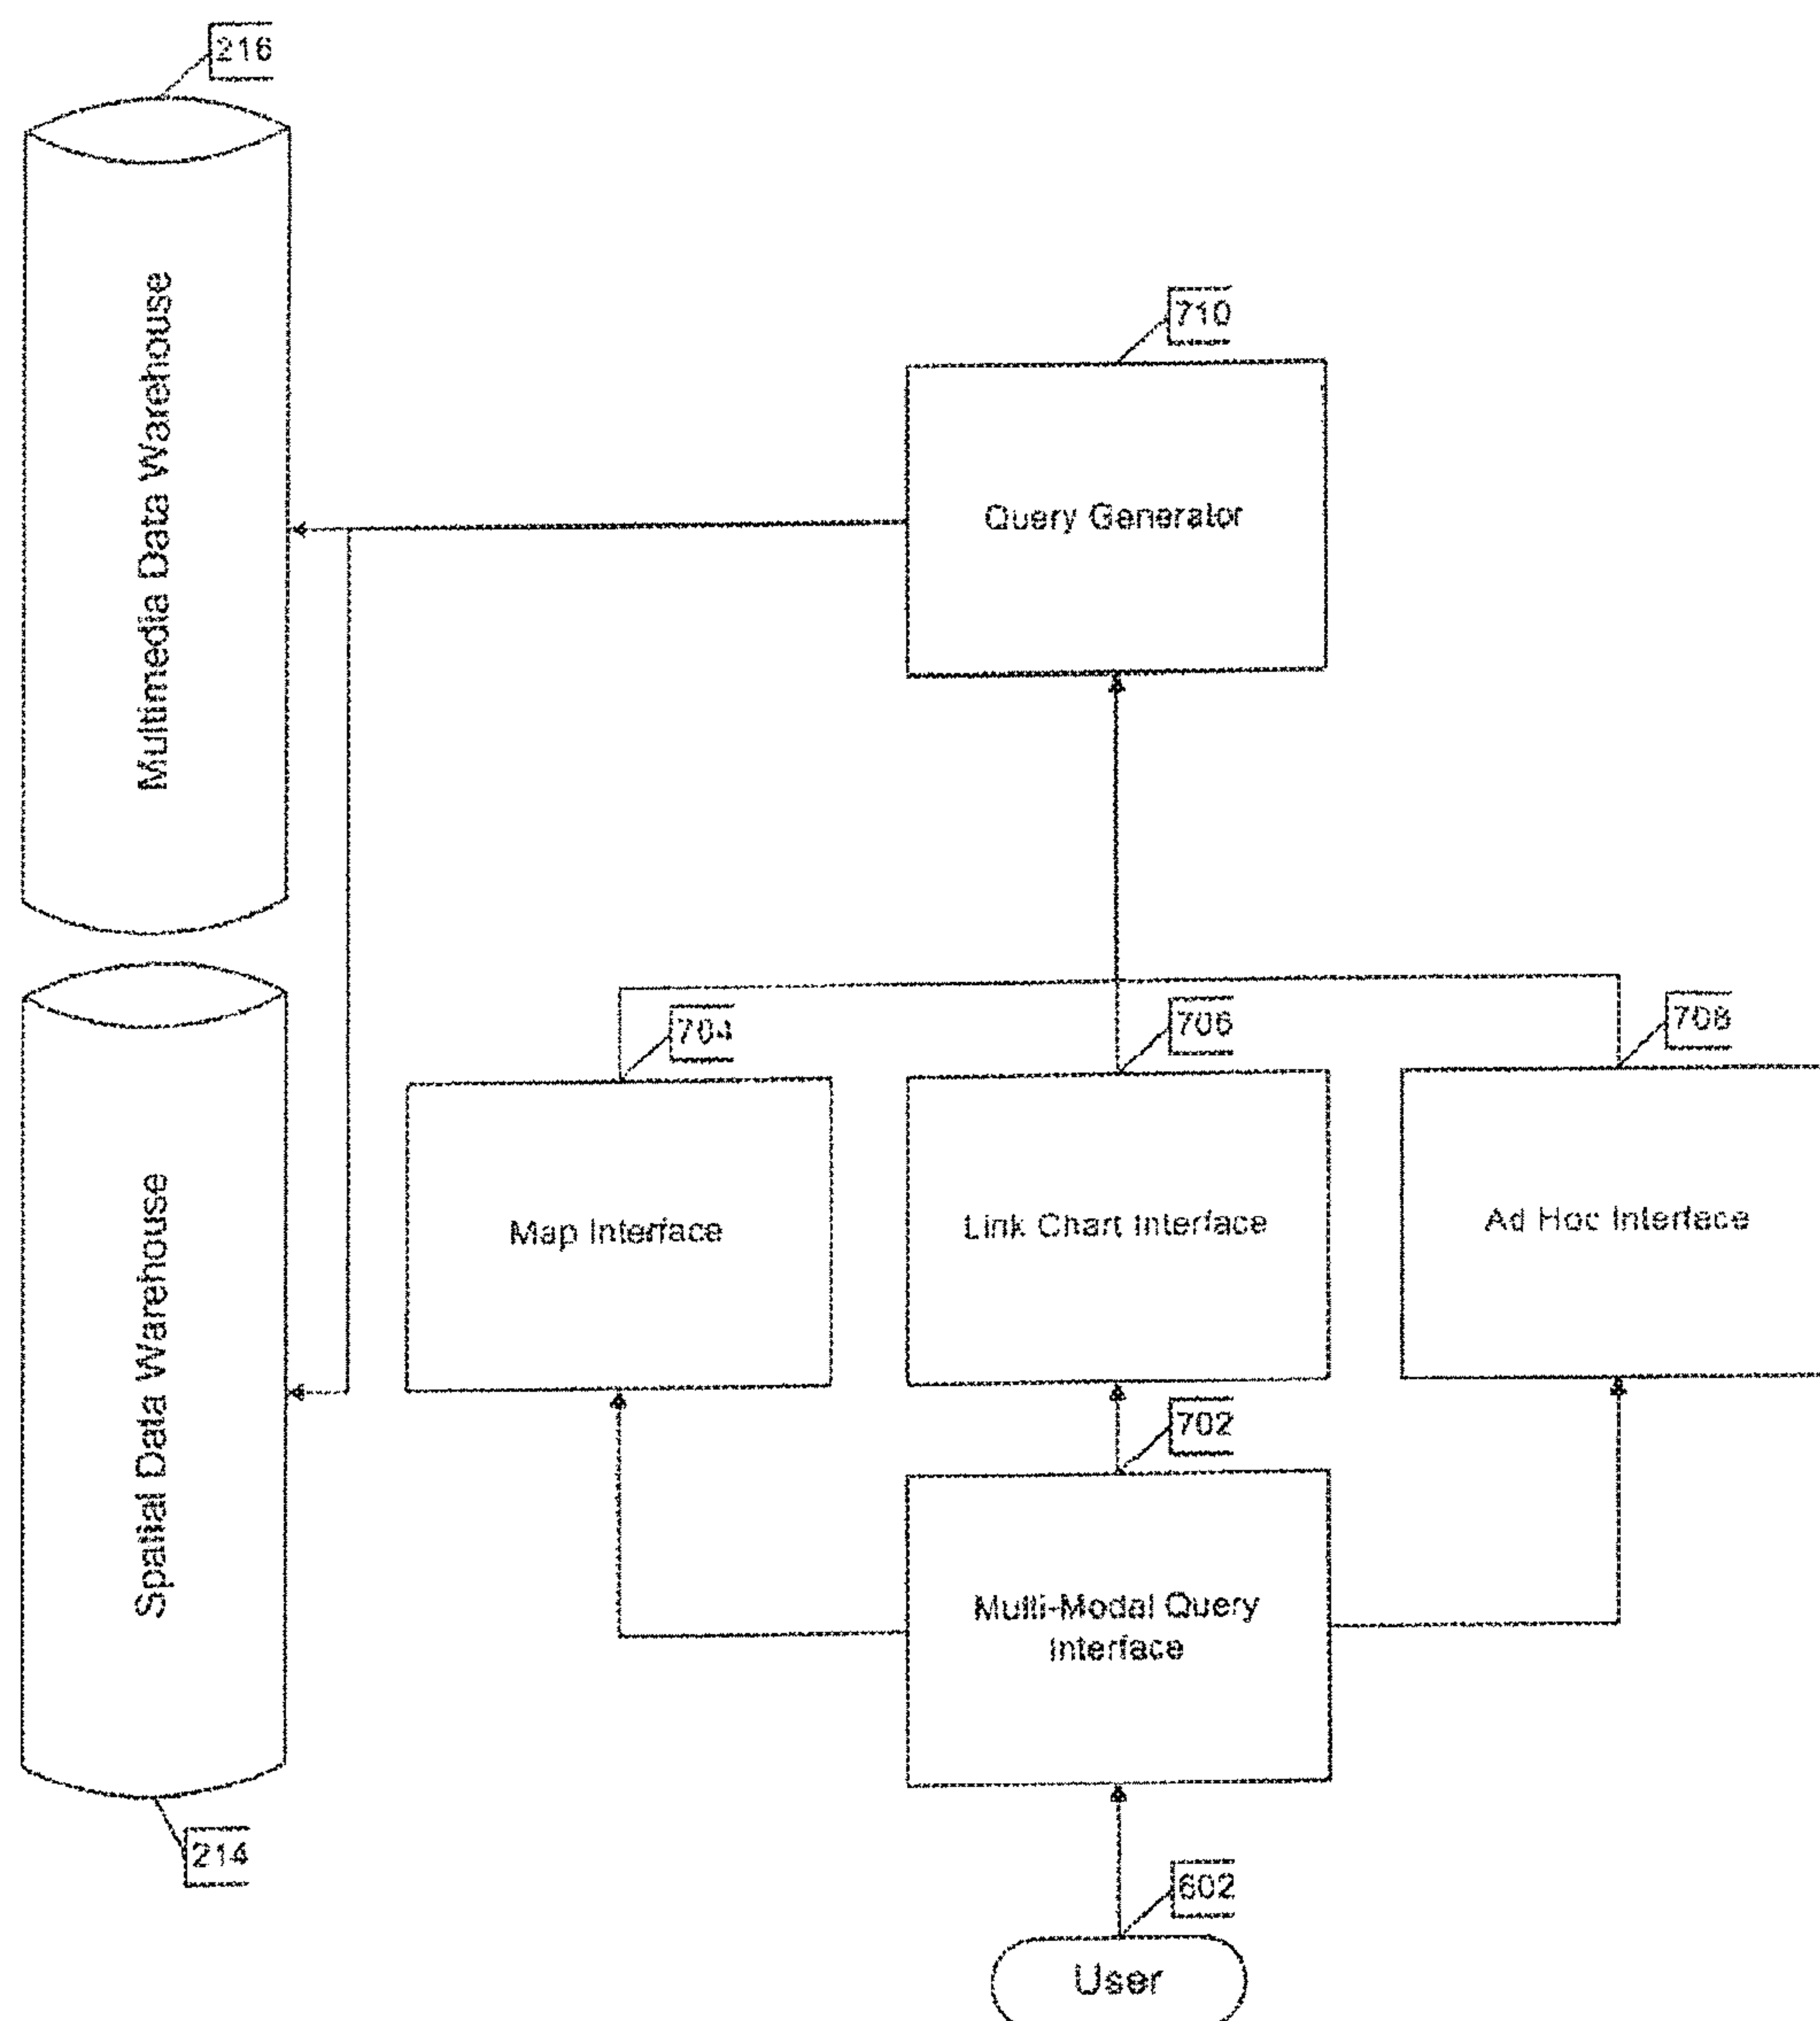 216
Multimedia Data Warehouse
710
Query Generator
704
706
708
Map Interface
Link Chart Interface
Ad Hoc Interface
Spatial Data Warehouse
702
Multi-Modal Query
Interface
214
602
User